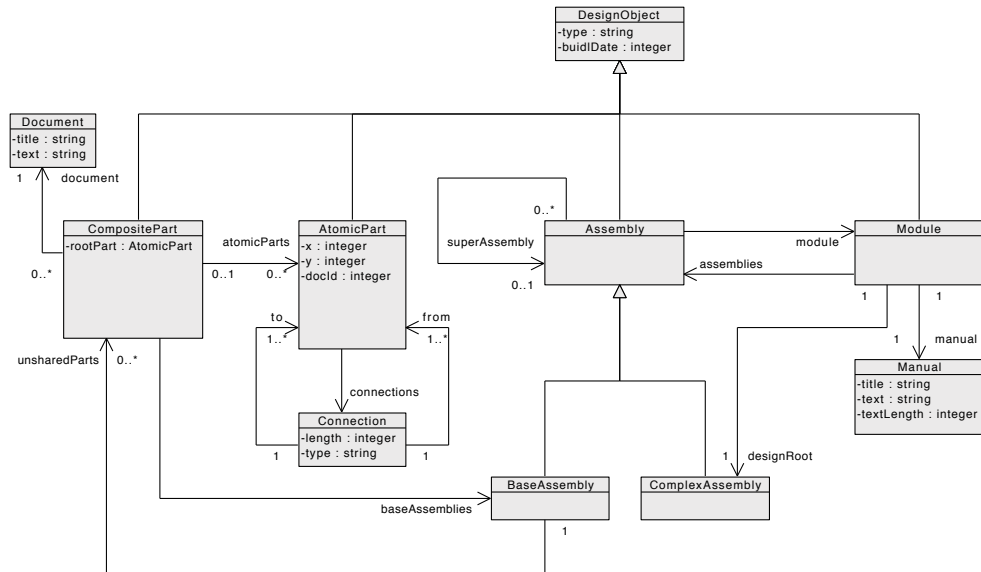 DesignObject
-type : string
-buidlDate : integer
Document
-title : string
-text : string
1
document
0..*
CompositePart
-rootPart : AtomicPart
0..1
atomicParts
0..*
AtomicPart
-x : integer
-y : integer
-docId : integer
0..*
superAssembly
0..1
Assembly
module
assemblies
Module
1
1
to
1..*
from
1..*
unsharedParts
0..*
connections
1
manual
Manual
-title : string
-text : string
-textLength : integer
Connection
-length : integer
-type : string
1
1
1
designRoot
baseAssemblies
BaseAssembly
ComplexAssembly
1